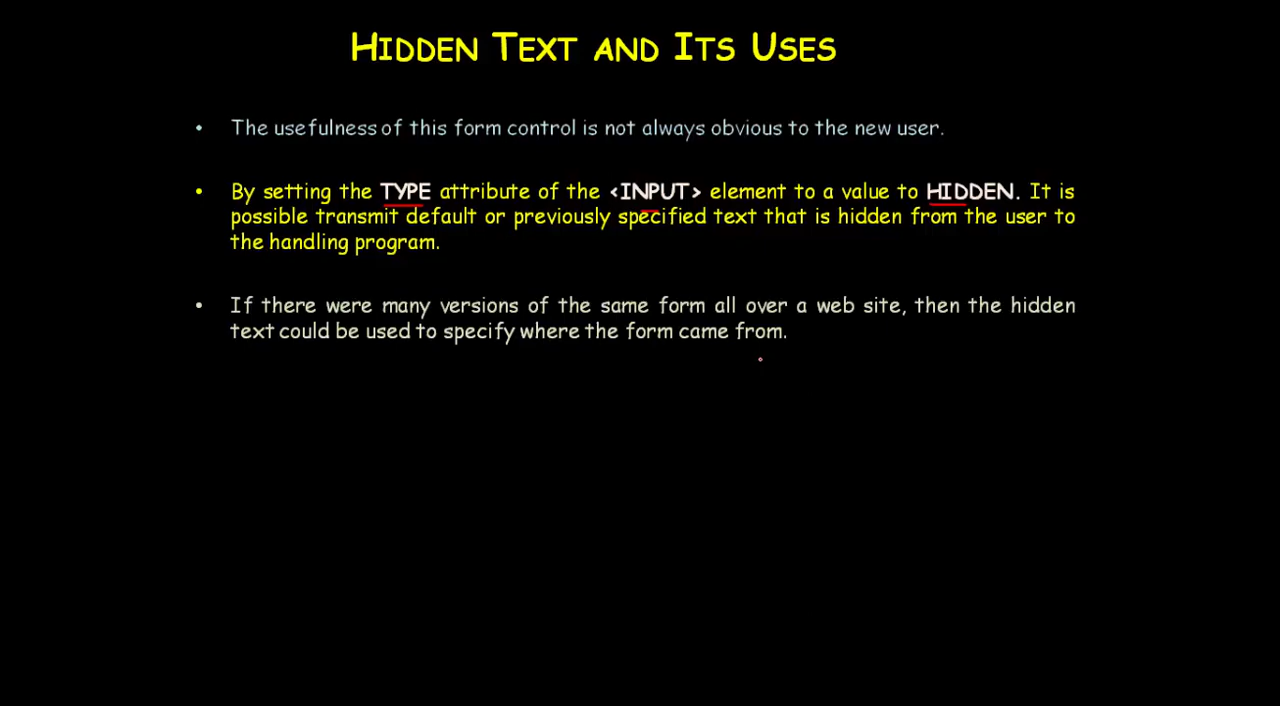 HIDDEN TEXT AND ITS USES
• The usefulness of this form control is not always obvious to the new user.
• By setting the TYPE attribute of the <INPUT> element to a value to HIDDEN. It is
possible transmit default or previously specified text that is hidden from the user to
the handling program.
• If there were many versions of the same form all over a web site, then the hidden
text could be used to specify where the form came from.